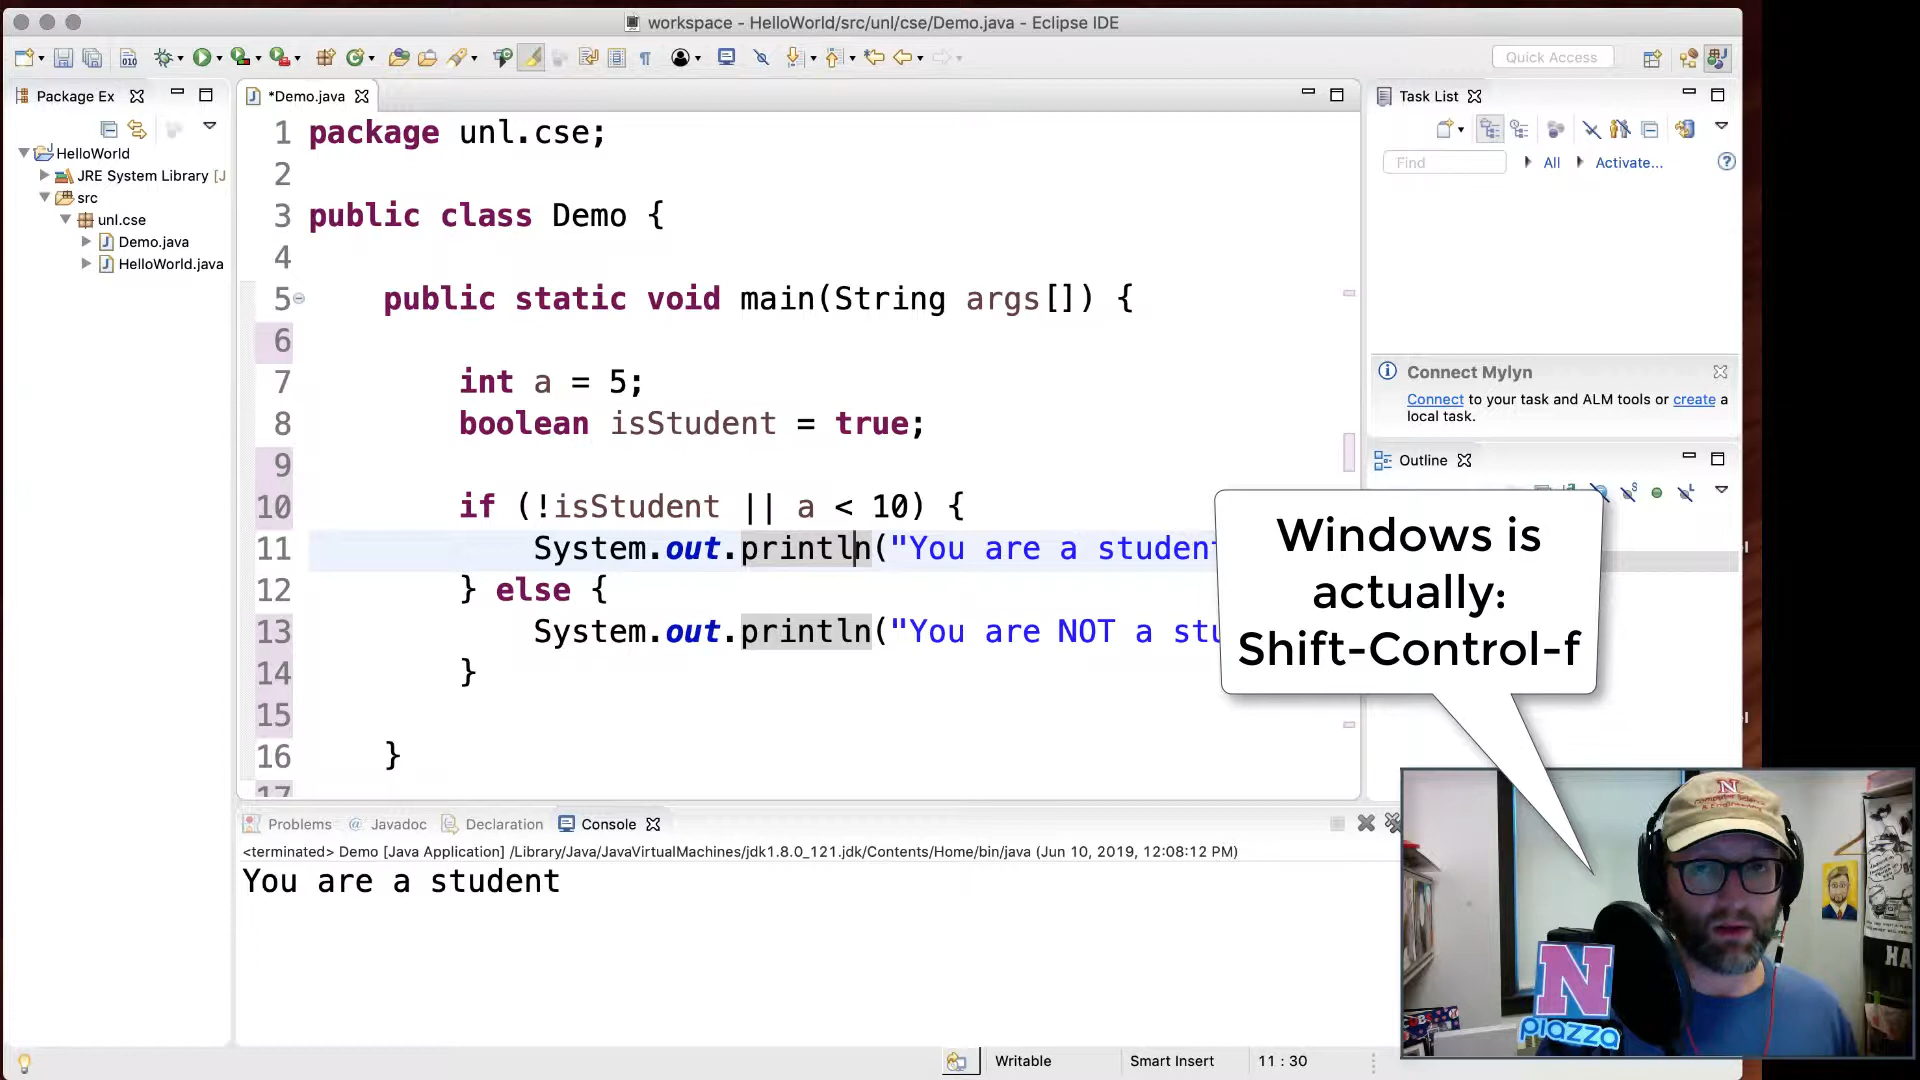 workspace - HelloWorld/src/unl/cse/Demo.java - Eclipse IDE
Quick Access
Package Ex
*Demo.java
Task List
HelloWorld
JRE System Library [J
src
unl.cse
Demo.java
HelloWorld.java
1 package unl.cse;
2
3 public class Demo {
4
5 public static void main(String args[]) {
6
7 int a = 5;
8 boolean isStudent = true;
9
10 if (!isStudent || a < 10) {
11 System.out.println("You are a student
12 } else {
13 System.out.println("You are NOT a stu
14 }
15
16 }
17
Find
All
Activate...
Connect Mylyn
Connect to your task and ALM tools or create a
local task.
Outline
Windows is
actually:
Shift-Control-f
Problems
@ Javadoc
Declaration
Console
<terminated> Demo [Java Application] /Library/Java/JavaVirtualMachines/jdk1.8.0_121.jdk/Contents/Home/bin/java (Jun 10, 2019, 12:08:12 PM)
You are a student
Writable
Smart Insert
11 : 30
N
Computer Science
& Engineering
N
piazza